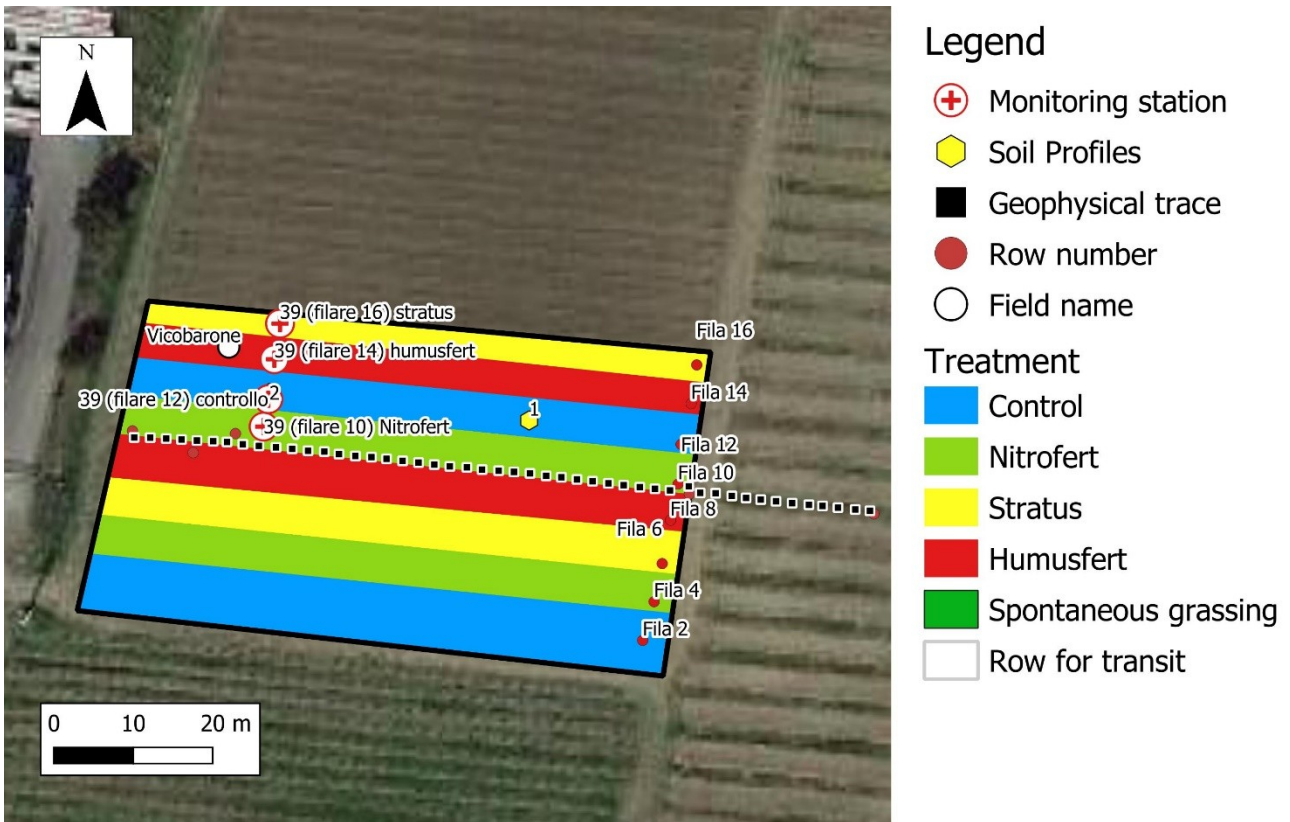 N
39 (filare 16) stratus
Fila 16
Vicobarone
39 (filare 14) humusfert
Fila 14
39 (filare 12) controllo
2
1
39 (filare 10) Nitrofert
Fila 12
Fila 10
Fila 8
Fila 6
Fila 4
Fila 2
0 10 20 m
Legend
Monitoring station
Soil Profiles
Geophysical trace
Row number
Field name
Treatment
Control
Nitrofert
Stratus
Humusfert
Spontaneous grassing
Row for transit